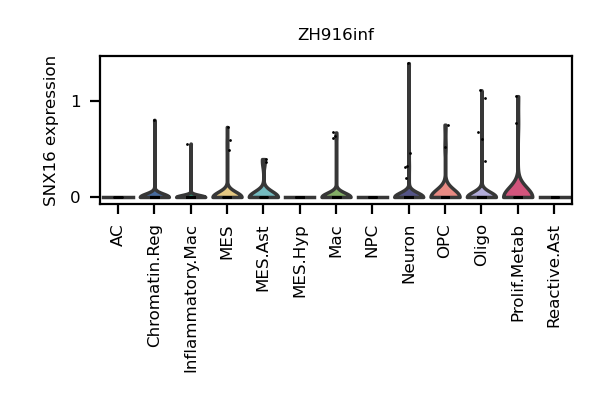 ZH916inf
SNX16 expression
1
0
AC
Chromatin.Reg
Inflammatory.Mac
MES
MES.Ast
MES.Hyp
Mac
NPC
Neuron
OPC
Oligo
Prolif.Metab
Reactive.Ast